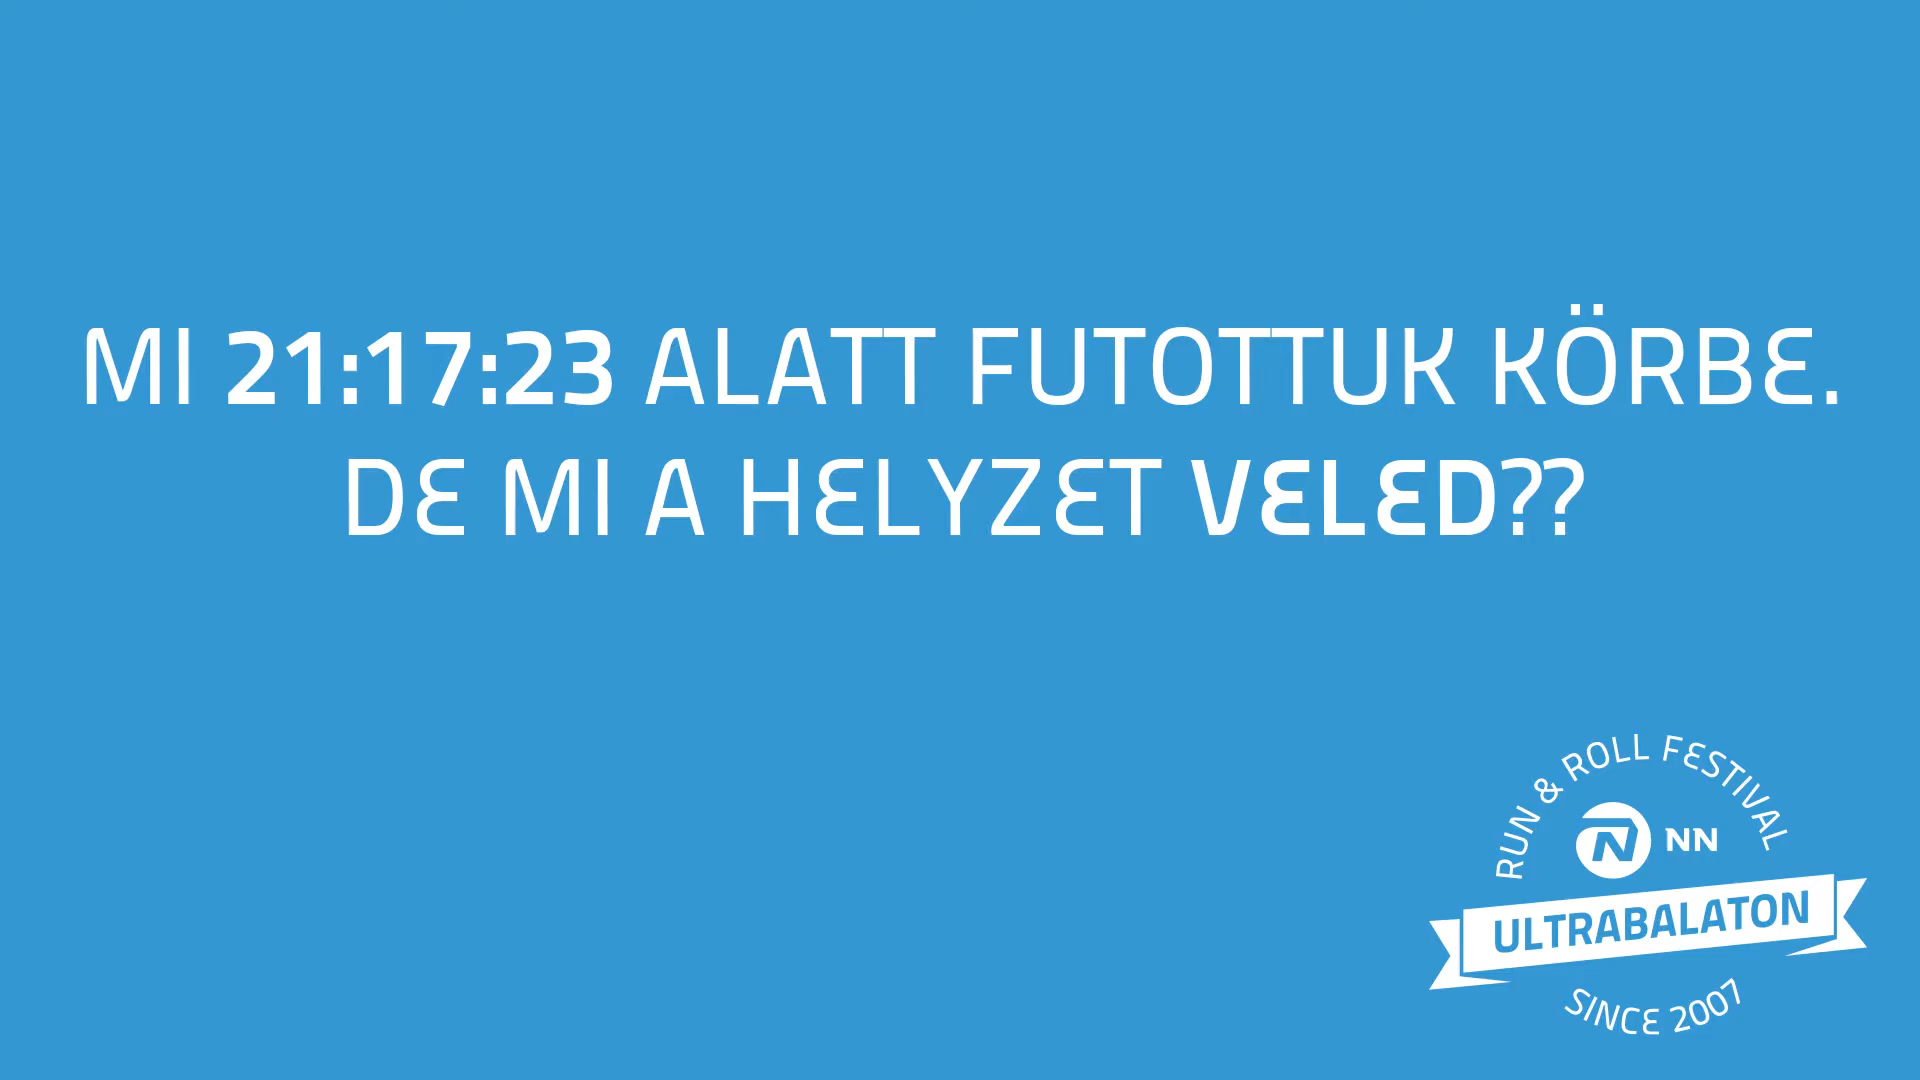 MI 21:17:23 ALATT FUTOTTUK KÖRBE.
DE MI A HELYZET VELED??
RUN & ROLL FESTIVAL
NN
ULTRABALATON
SINCE 2007